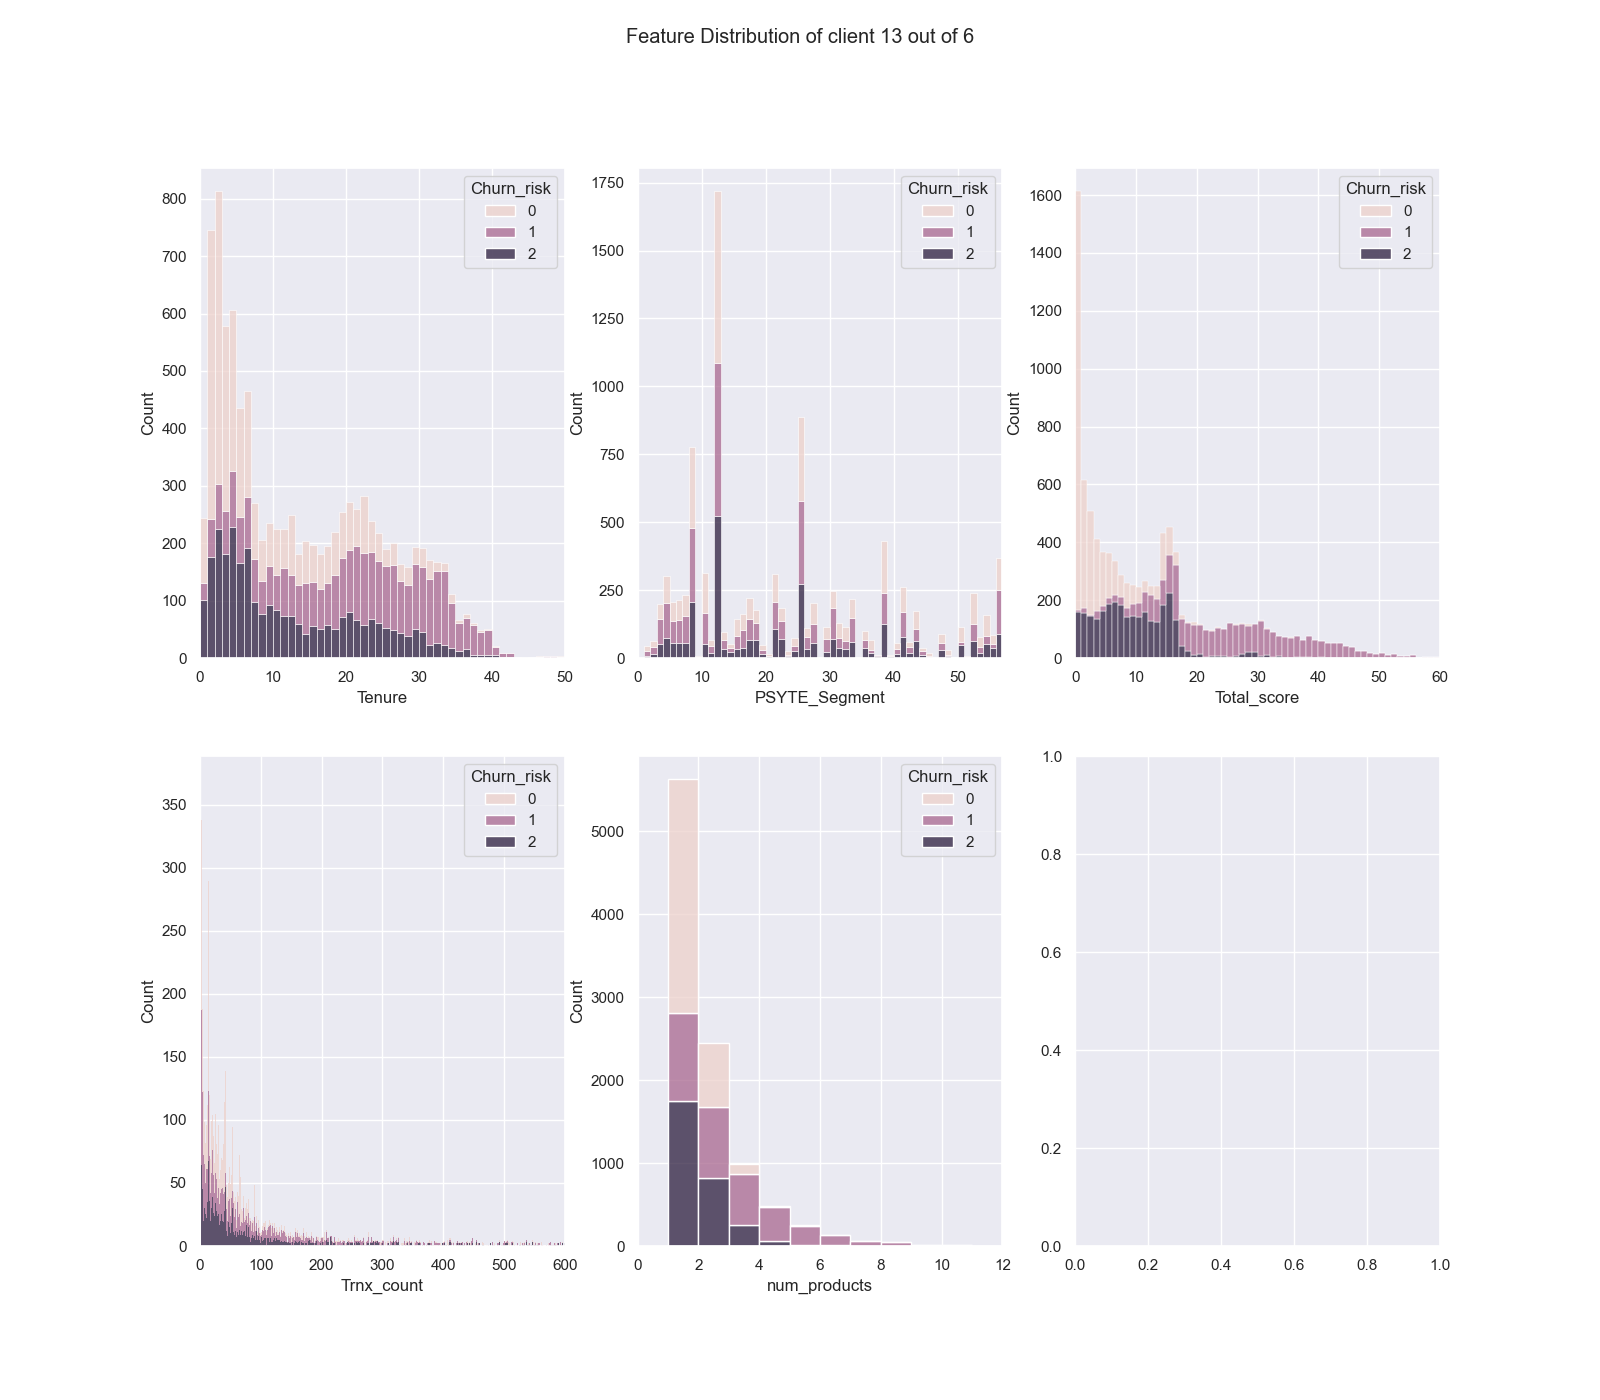 Feature Distribution of client 13 out of 6
Churn_risk
0
1
2
800
700
600
500
400
300
200
100
0
Count
0 10 20 30 40 50
Tenure
Churn_risk
0
1
2
1750
1500
1250
1000
750
500
250
0
Count
0 10 20 30 40 50
PSYTE_Segment
Churn_risk
0
1
2
1600
1400
1200
1000
800
600
400
200
0
Count
0 10 20 30 40 50 60
Total_score
Churn_risk
0
1
2
350
300
250
200
150
100
50
0
Count
0 100 200 300 400 500 600
Trnx_count
Churn_risk
0
1
2
5000
4000
3000
2000
1000
0
Count
0 2 4 6 8 10 12
num_products
1.0
0.8
0.6
0.4
0.2
0.0
0.0 0.2 0.4 0.6 0.8 1.0